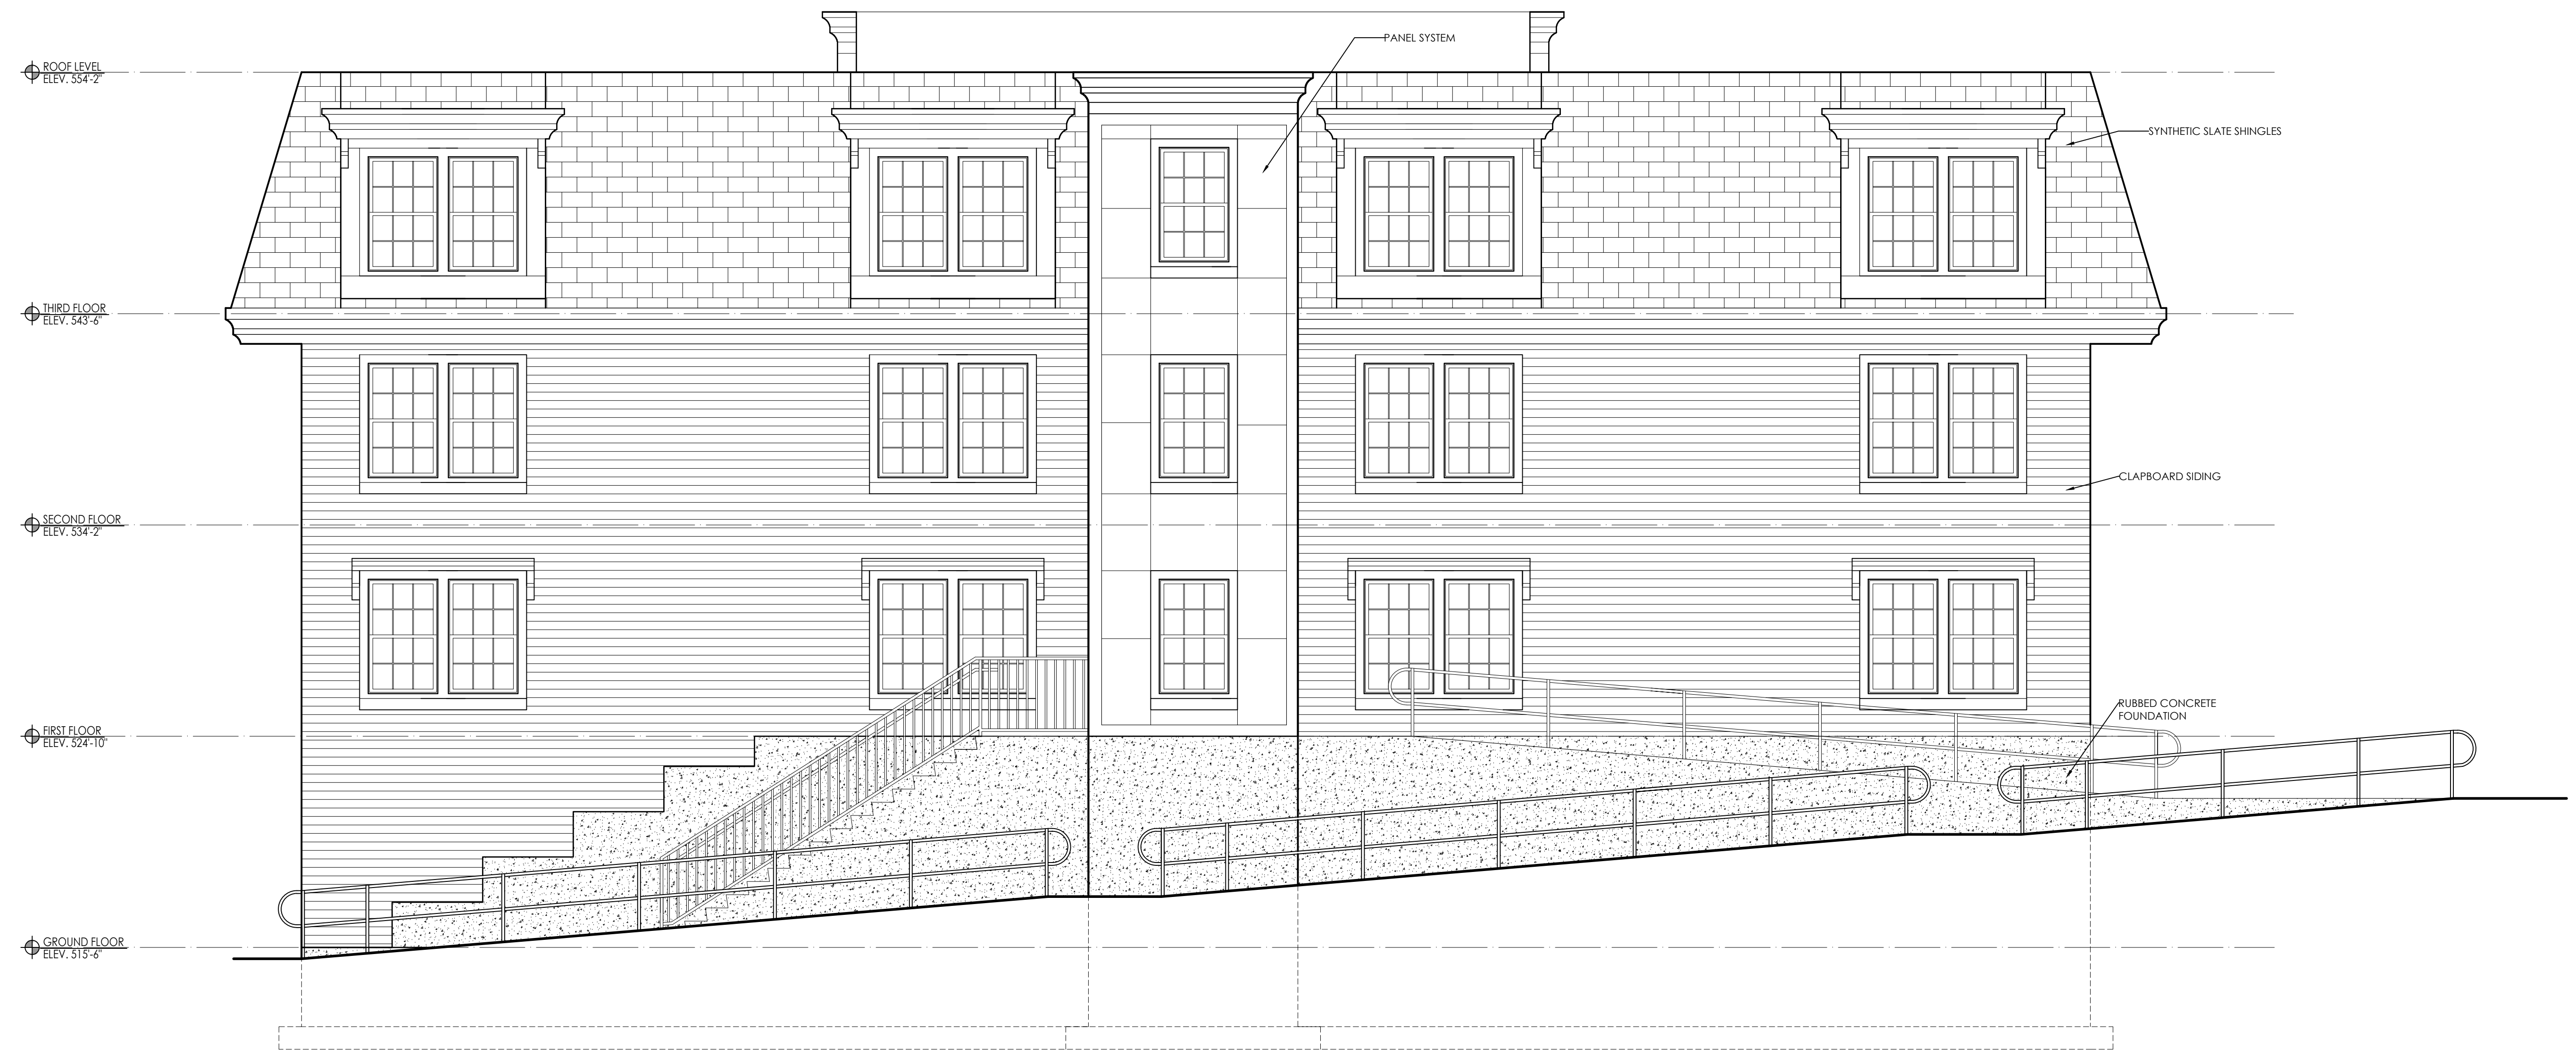 PANEL SYSTEM
ROOF LEVEL
ELEV. 554'-2"
SYNTHETIC SLATE SHINGLES
THIRD FLOOR
ELEV. 543'-6"
CLAPBOARD SIDING
SECOND FLOOR
ELEV. 534'-2"
RUBBED CONCRETE
FOUNDATION
FIRST FLOOR
ELEV. 524'-10"
GROUND FLOOR
ELEV. 515'-6"